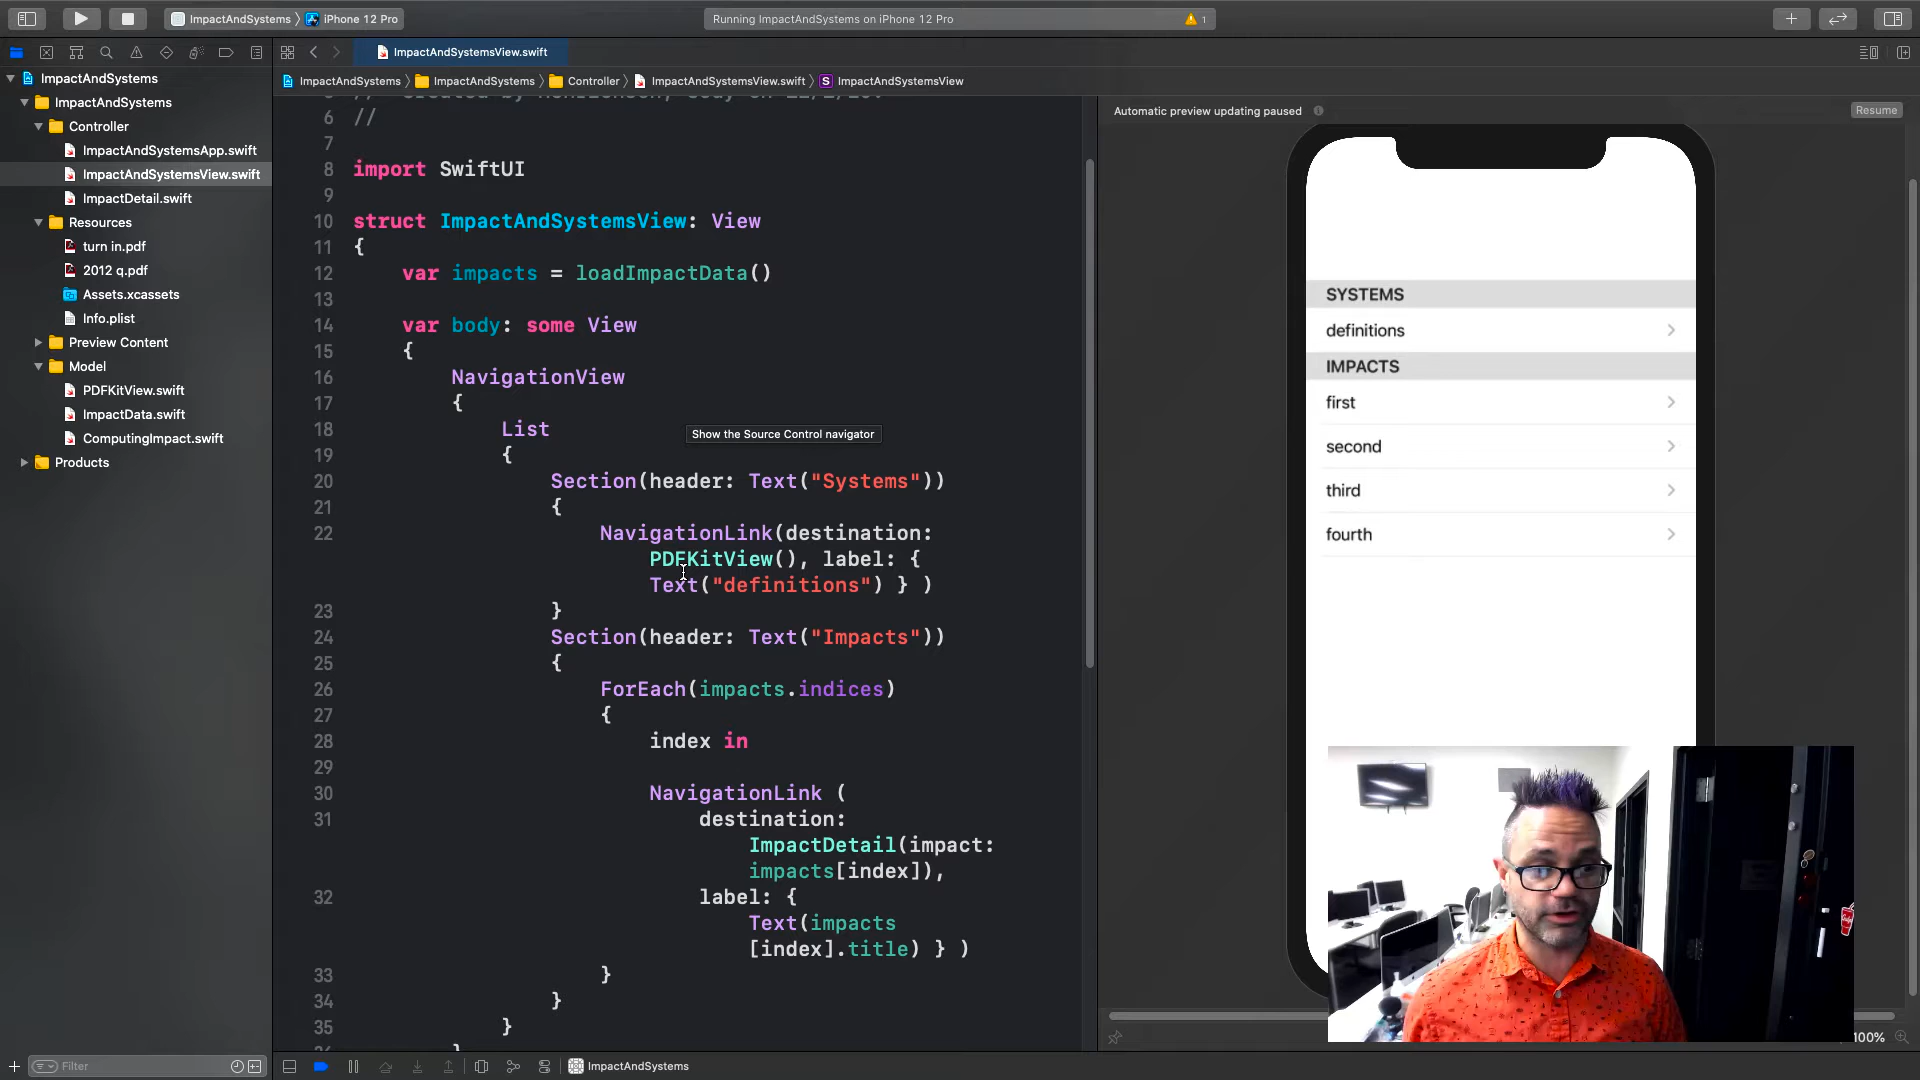 ImpactAndSystems 〉 iPhone 12 Pro
Running ImpactAndSystems on iPhone 12 Pro
1
ImpactAndSystemsView.swift
ImpactAndSystems
ImpactAndSystems
Controller
ImpactAndSystemsApp.swift
ImpactAndSystemsView.swift
ImpactDetail.swift
Resources
turn in.pdf
2012 q.pdf
Assets.xcassets
Info.plist
Preview Content
Model
PDFKitView.swift
ImpactData.swift
ComputingImpact.swift
Products
Filter
ImpactAndSystems 〉 ImpactAndSystems 〉 Controller 〉 ImpactAndSystemsView.swift 〉 S ImpactAndSystemsView
6 //
7
8 import SwiftUI
9
10 struct ImpactAndSystemsView: View
11 {
12 var impacts = loadImpactData()
13
14 var body: some View
15 {
16 NavigationView
17 {
18 List
19 {
20 Section(header: Text("Systems"))
21 {
22 NavigationLink(destination:
PDFKitView(), label: {
Text("definitions") } )
23 }
24 Section(header: Text("Impacts"))
25 {
26 ForEach(impacts.indices)
27 {
28 index in
29
30 NavigationLink (
31 destination:
ImpactDetail(impact:
impacts[index]),
32 label: {
Text(impacts
[index].title) } )
33 }
34 }
35 }
Show the Source Control navigator
ImpactAndSystems
Automatic preview updating paused
Resume
SYSTEMS
definitions
IMPACTS
first
second
third
fourth
100%